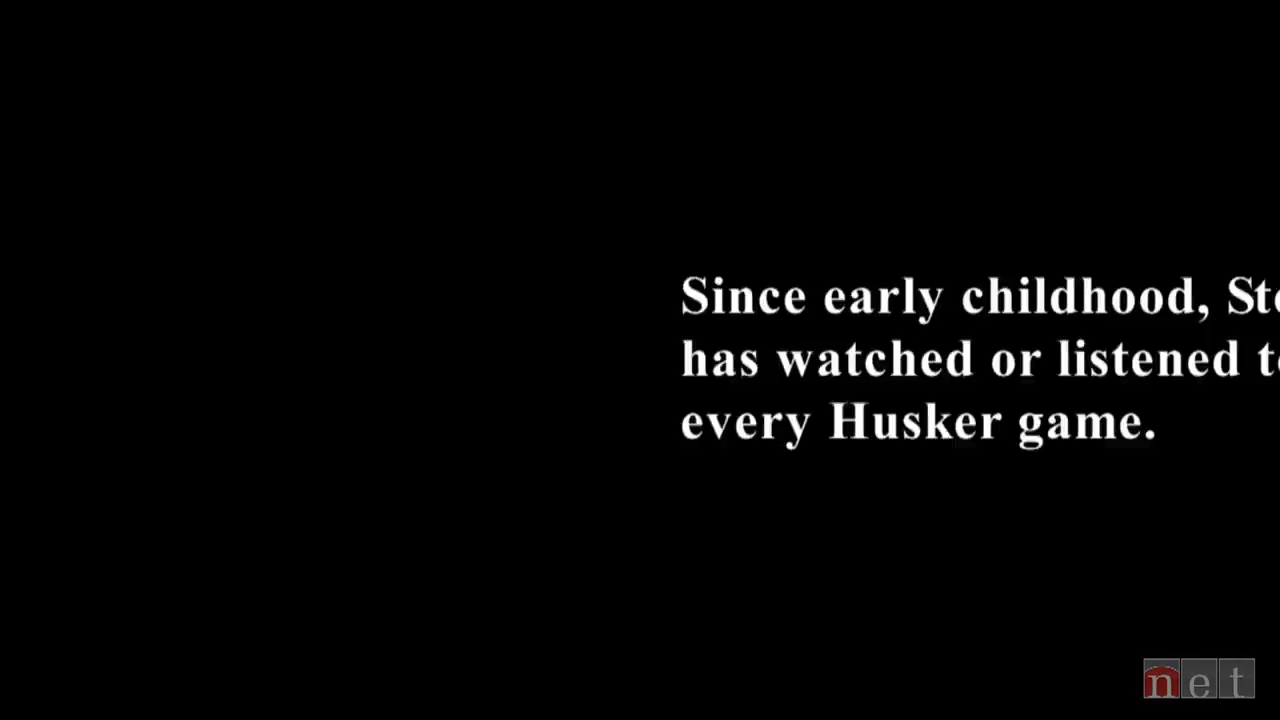 Since early childhood,
has watched or listened
every Husker game.
net